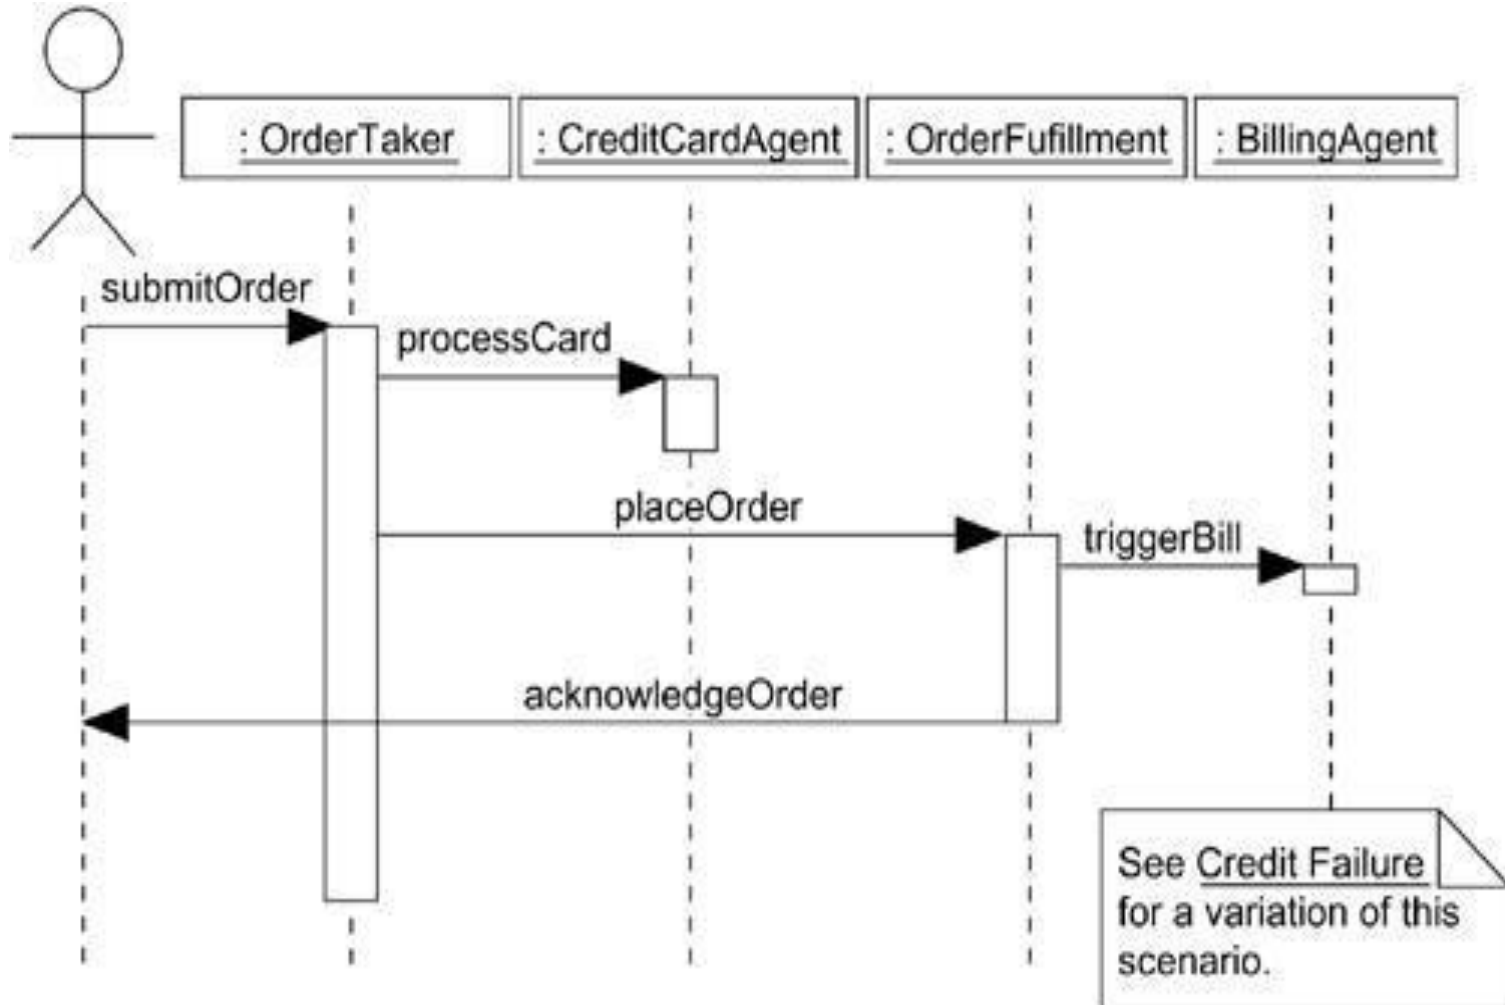 : OrderTaker
: CreditCardAgent
: OrderFufillment
: BillingAgent
submitOrder
processCard
placeOrder
triggerBill
acknowledgeOrder
See Credit Failure
for a variation of this
scenario.